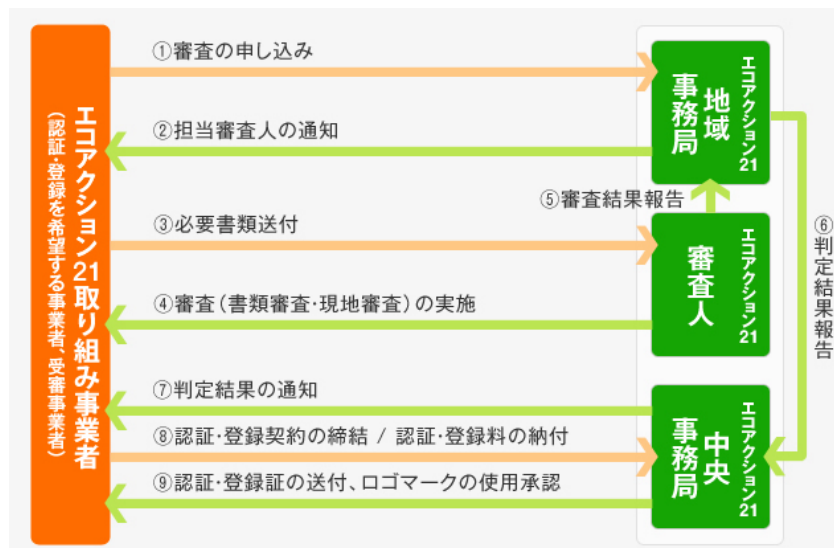 エコアクション21取り組み事業者
(認証・登録を希望する事業者、受審事業者)
①審査の申し込み
②担当審査人の通知
③必要書類送付
④審査(書類審査・現地審査)の実施
⑤審査結果報告
⑥判定結果報告
⑦判定結果の通知
⑧認証・登録契約の締結 / 認証・登録料の納付
⑨認証・登録証の送付、ロゴマークの使用承認
エコアクション21
地域
事務局
エコアクション21
審査人
エコアクション21
中央
事務局